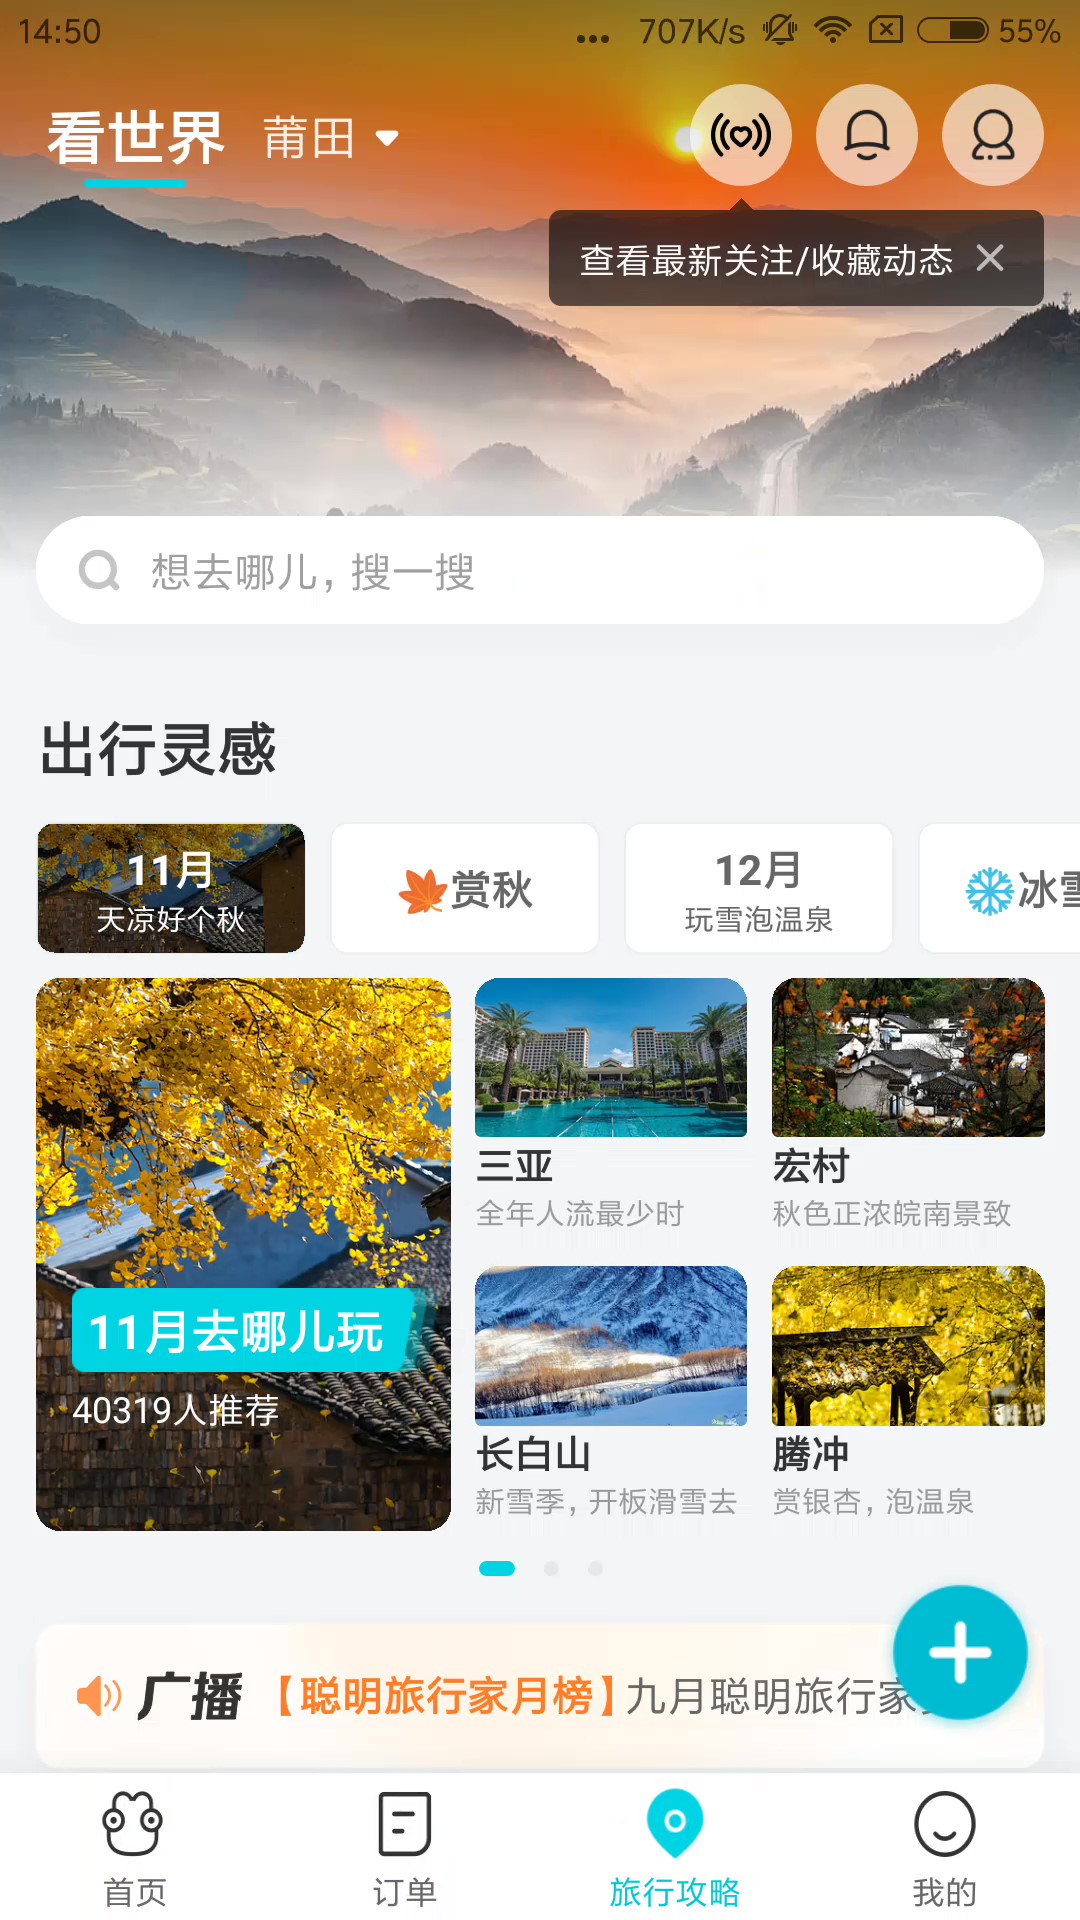 14:50
... 707K/s 55%
看世界 莆田
查看最新关注/收藏动态
想去哪儿，搜一搜
出行灵感
11月
天凉好个秋
赏秋
12月
玩雪泡温泉
冰雪
11月去哪儿玩
40319人推荐
三亚
全年人流最少时
宏村
秋色正浓皖南景致
长白山
新雪季，开板滑雪去
腾冲
赏银杏，泡温泉
广播 【聪明旅行家月榜】九月聪明旅行家
首页
订单
旅行攻略
我的